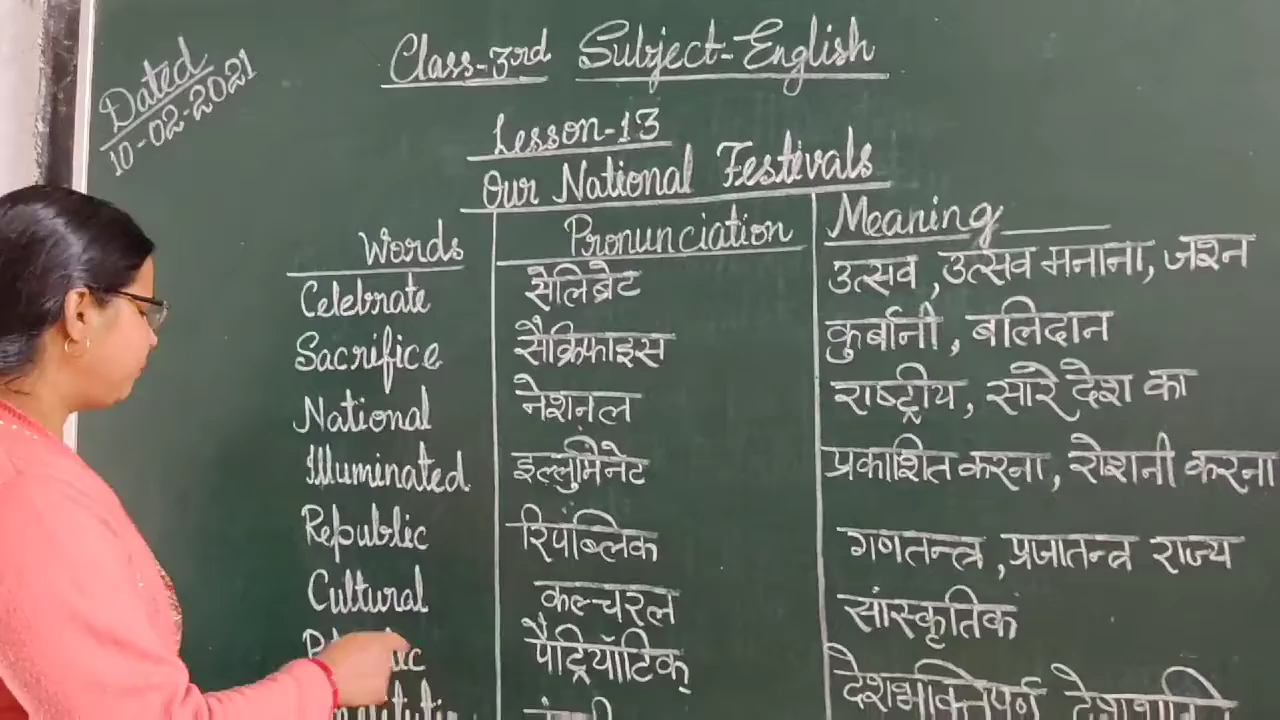 Dated
10-02-2021
Class-3rd Subject-English
Lesson-13
Our National Festivals
Words Pronunciation Meaning
Celebrate सेलिब्रेट उत्सव, उत्सव मनाना, जश्न
Sacrifice सैक्रिफाइस कुर्बानी, बलिदान
National नेशनल राष्ट्रीय, सारे देश का
Illuminated इल्लुमिनेट प्रकाशित करना, रोशनी करना
Republic रिपब्लिक गणतन्त्र, प्रजातन्त्र राज्य
Cultural कल्चरल सांस्कृतिक
पैट्रियॉटिक्
देशभक्तिपूर्ण